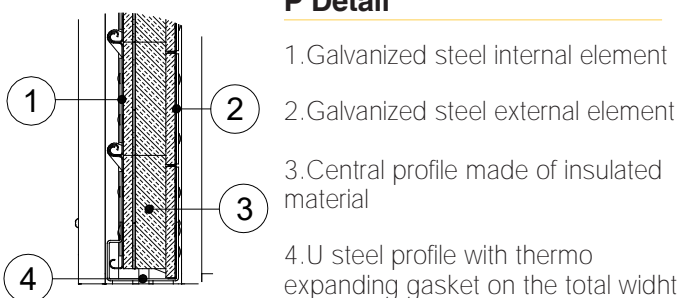 P Detail
1.Galvanized steel internal element
1
2
2.Galvanized steel external element
3.Central profile made of insulated
material
3
4.U steel profile with thermo
4
expanding gasket on the total widht